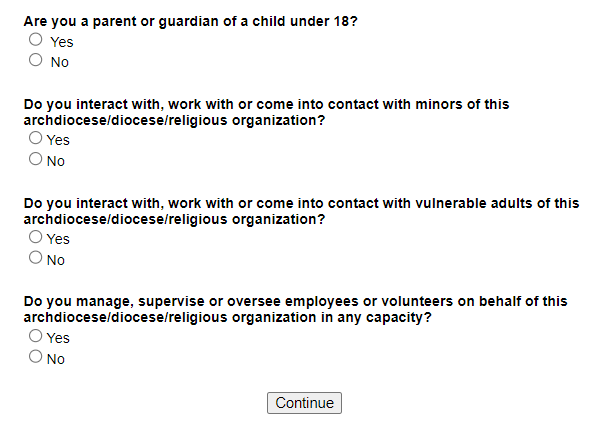 Are you a parent or guardian of a child under 18?
Yes
No
Do you interact with, work with or come into contact with minors of this
archdiocese/diocese/religious organization?
Yes
No
Do you interact with, work with or come into contact with vulnerable adults of this
archdiocese/diocese/religious organization?
Yes
No
Do you manage, supervise or oversee employees or volunteers on behalf of this
archdiocese/diocese/religious organization in any capacity?
Yes
No
Continue